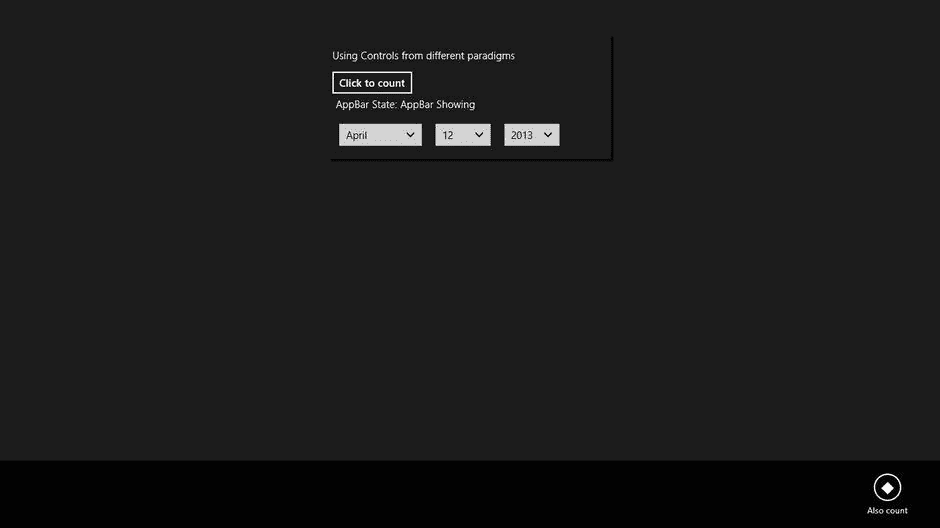 Using Controls from different paradigms
Click to count
AppBar State: AppBar Showing
April 12 2013
Also count